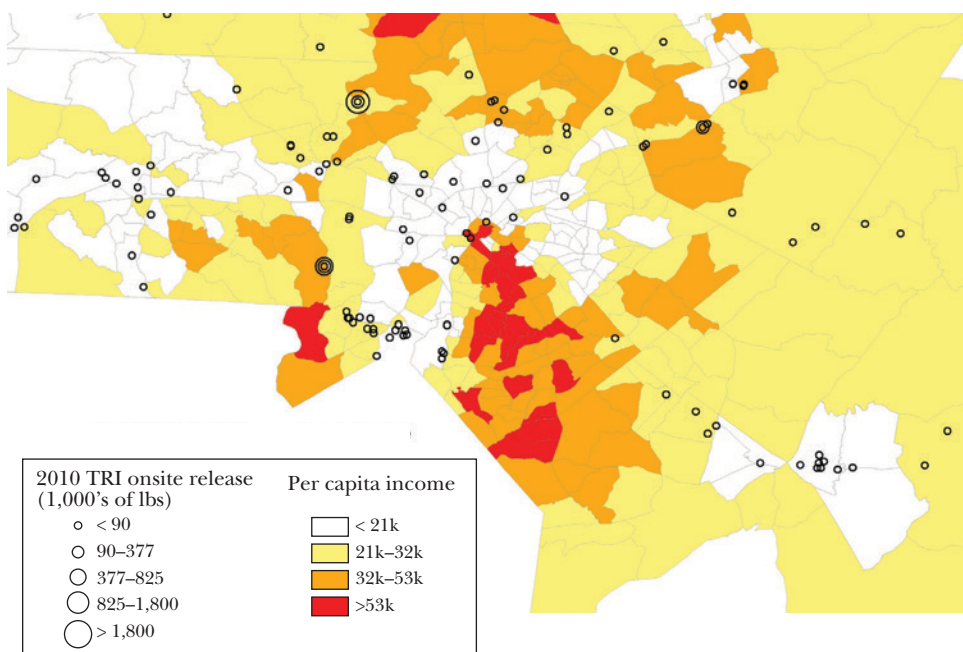 2010 TRI onsite release
(1,000's of lbs)
< 90
90–377
377–825
825–1,800
> 1,800
Per capita income
< 21k
21k–32k
32k–53k
>53k